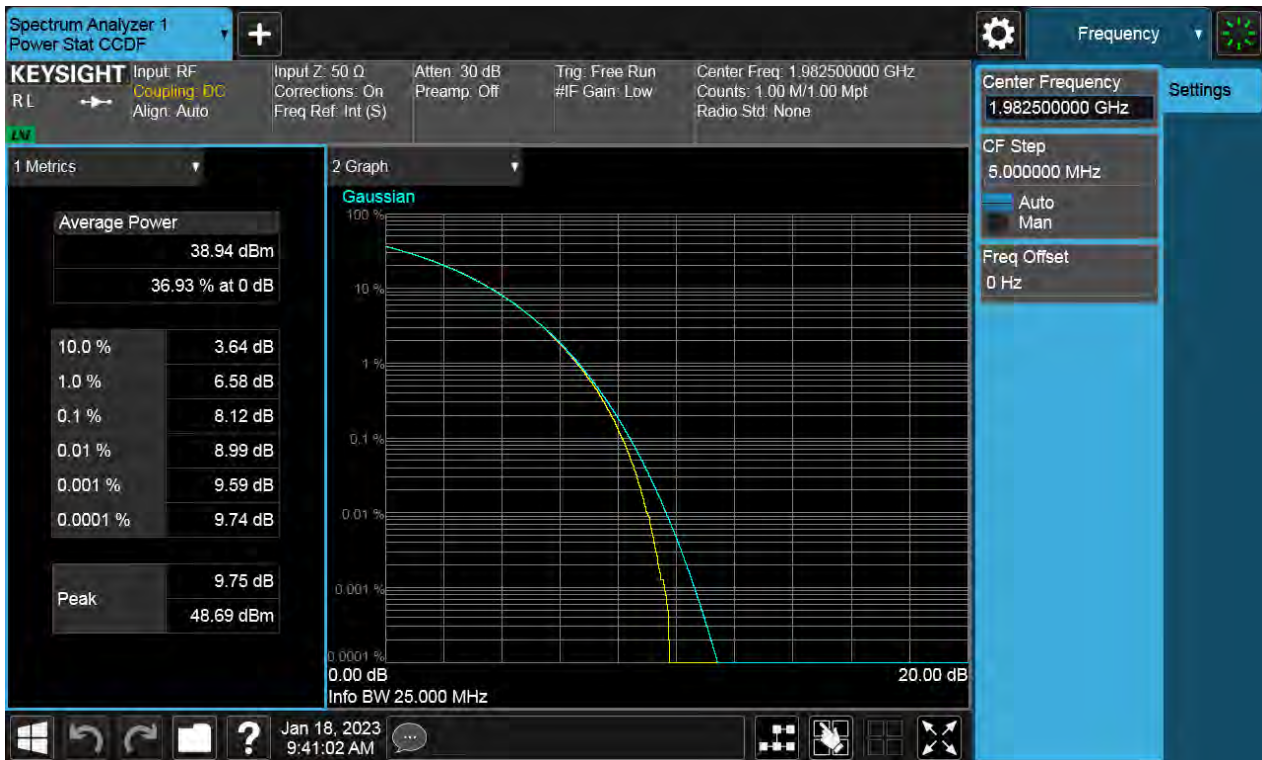 Spectrum Analyzer 1
Power Stat CCDF
Frequency
KEYSIGHT
RL
LXI
Input: RF
Coupling: DC
Align: Auto
Input Z: 50 Ω
Corrections: On
Freq Ref: Int (S)
Atten: 30 dB
Preamp: Off
Trig: Free Run
#IF Gain: Low
Center Freq: 1.982500000 GHz
Counts: 1.00 M/1.00 Mpt
Radio Std: None
Center Frequency
1.982500000 GHz
Settings
CF Step
5.000000 MHz
Auto
Man
Freq Offset
0 Hz
1 Metrics
Average Power
38.94 dBm
36.93 % at 0 dB
10.0 % 3.64 dB
1.0 % 6.58 dB
0.1 % 8.12 dB
0.01 % 8.99 dB
0.001 % 9.59 dB
0.0001 % 9.74 dB
Peak
9.75 dB
48.69 dBm
2 Graph
Gaussian
100 %
10 %
1 %
0.1 %
0.01 %
0.001 %
0.0001 %
0.00 dB 20.00 dB
Info BW 25.000 MHz
Jan 18, 2023
9:41:02 AM